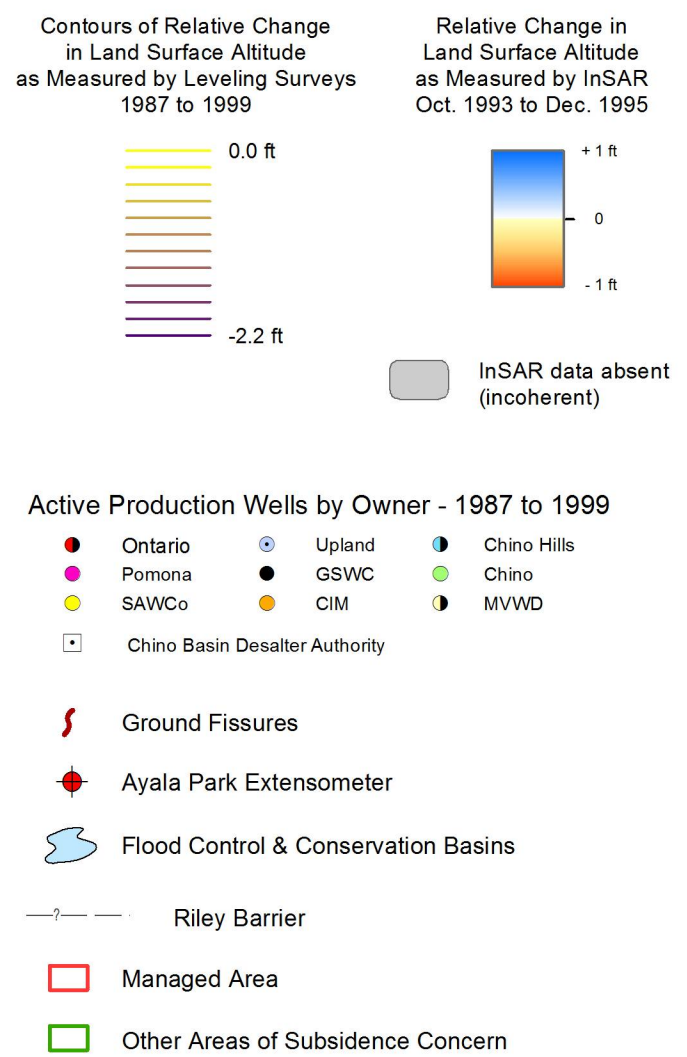 Contours of Relative Change
in Land Surface Altitude
as Measured by Leveling Surveys
1987 to 1999
0.0 ft
-2.2 ft
Relative Change in
Land Surface Altitude
as Measured by InSAR
Oct. 1993 to Dec. 1995
+ 1 ft
0
- 1 ft
InSAR data absent
(incoherent)
Active Production Wells by Owner - 1987 to 1999
Ontario
Upland
Chino Hills
Pomona
GSWC
Chino
SAWCo
CIM
MVWD
Chino Basin Desalter Authority
Ground Fissures
Ayala Park Extensometer
Flood Control & Conservation Basins
?
Riley Barrier
Managed Area
Other Areas of Subsidence Concern